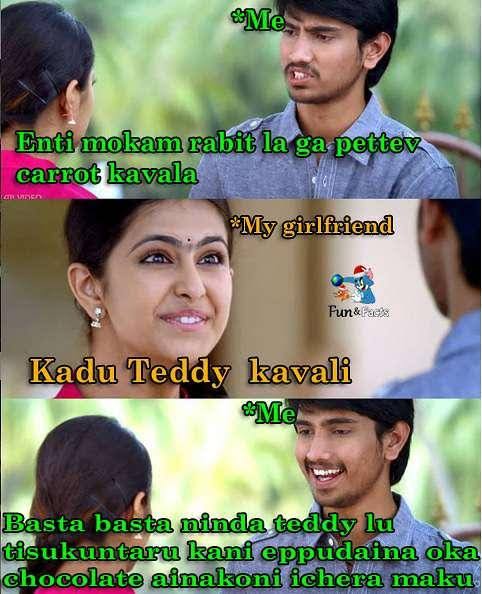 *Me
Enti mokam rabit la ga pettev
carrot kavala
*My girlfriend
Fun& Facts
Kadu Teddy kavali
*Me
Basta basta ninda teddy lu
tisukuntaru kani eppudaina oka
chocolate ainakoni ichera maku